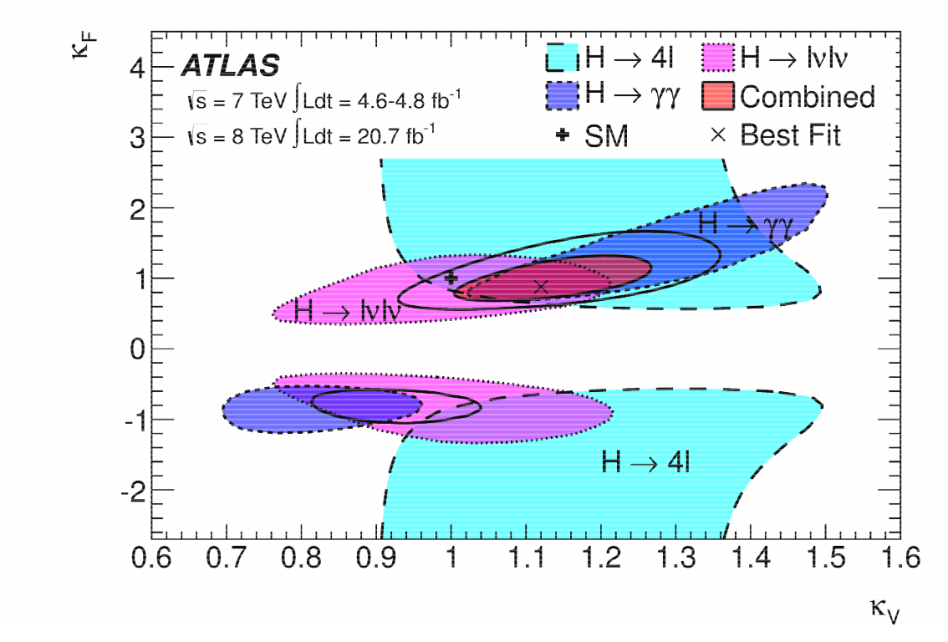 κF
ATLAS
√s = 7 TeV ∫Ldt = 4.6-4.8 fb⁻¹
√s = 8 TeV ∫Ldt = 20.7 fb⁻¹
H → 4l
H → lνlν
H → γγ
Combined
SM
Best Fit
4
3
2
1
0
-1
-2
H → γγ
H → lνlν
H → 4l
0.6 0.7 0.8 0.9 1 1.1 1.2 1.3 1.4 1.5 1.6
κV